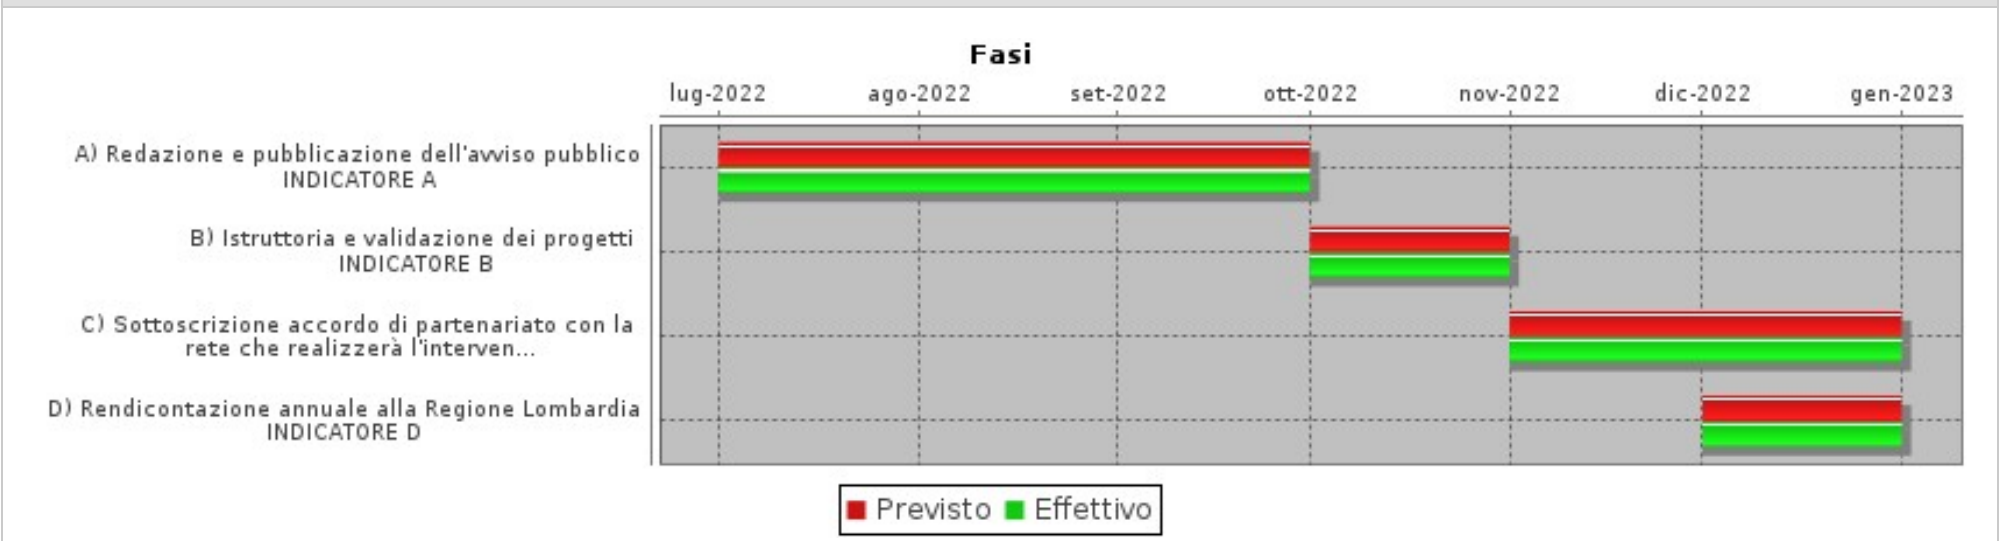 Fasi
lug-2022 ago-2022 set-2022 ott-2022 nov-2022 dic-2022 gen-2023
A) Redazione e pubblicazione dell'avviso pubblico
INDICATORE A
B) Istruttoria e validazione dei progetti
INDICATORE B
C) Sottoscrizione accordo di partenariato con la
rete che realizzerà l'interven...
D) Rendicontazione annuale alla Regione Lombardia
INDICATORE D
Previsto Effettivo